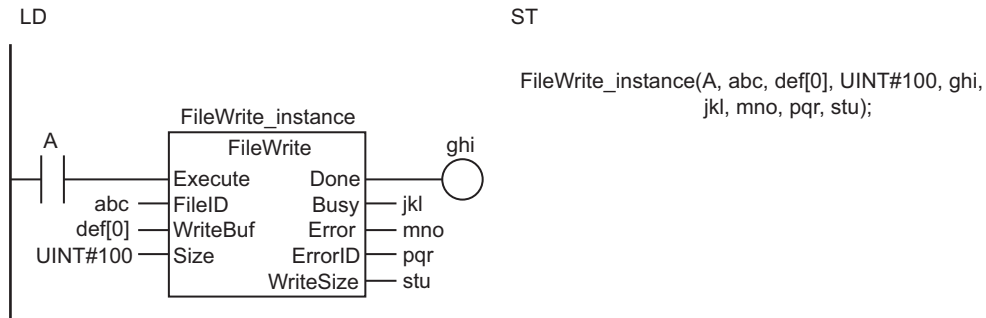 LD
ST
FileWrite_instance(A, abc, def[0], UINT#100, ghi,
jkl, mno, pqr, stu);
FileWrite_instance
A
FileWrite
ghi
Execute
Done
abc
FileID
Busy
jkl
def[0]
WriteBuf
Error
mno
UINT#100
Size
ErrorID
pqr
WriteSize
stu